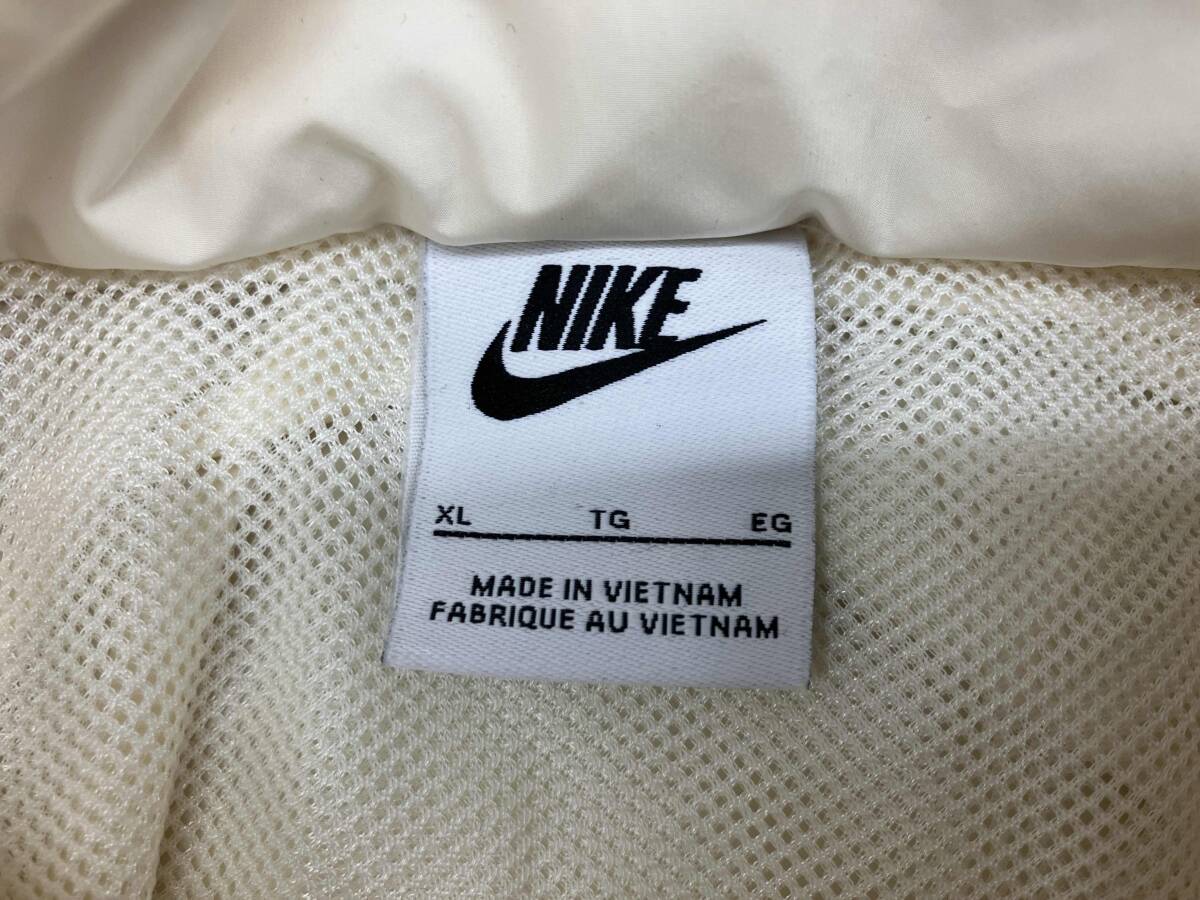 NIKE
XL TG EG
MADE IN VIETNAM
FABRIQUE AU VIETNAM